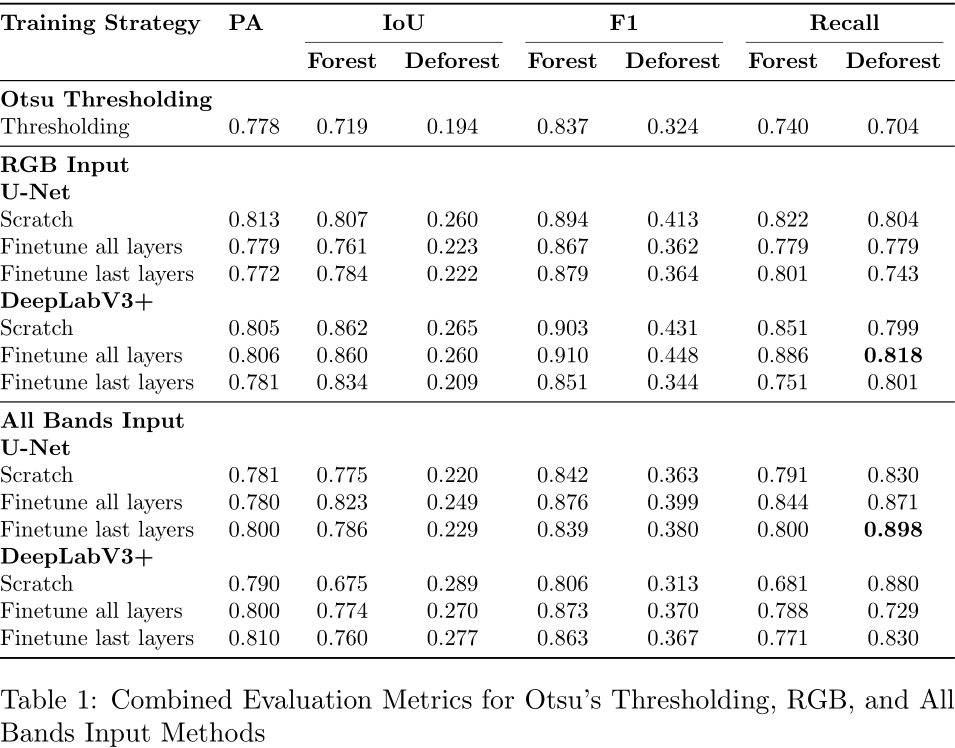 Training Strategy PA IoU F1 Recall
Forest Deforest Forest Deforest Forest Deforest
Otsu Thresholding
Thresholding 0.778 0.719 0.194 0.837 0.324 0.740 0.704
RGB Input
U-Net
Scratch 0.813 0.807 0.260 0.894 0.413 0.822 0.804
Finetune all layers 0.779 0.761 0.223 0.867 0.362 0.779 0.779
Finetune last layers 0.772 0.784 0.222 0.879 0.364 0.801 0.743
DeepLabV3+
Scratch 0.805 0.862 0.265 0.903 0.431 0.851 0.799
Finetune all layers 0.806 0.860 0.260 0.910 0.448 0.886 0.818
Finetune last layers 0.781 0.834 0.209 0.851 0.344 0.751 0.801
All Bands Input
U-Net
Scratch 0.781 0.775 0.220 0.842 0.363 0.791 0.830
Finetune all layers 0.780 0.823 0.249 0.876 0.399 0.844 0.871
Finetune last layers 0.800 0.786 0.229 0.839 0.380 0.800 0.898
DeepLabV3+
Scratch 0.790 0.675 0.289 0.806 0.313 0.681 0.880
Finetune all layers 0.800 0.774 0.270 0.873 0.370 0.788 0.729
Finetune last layers 0.810 0.760 0.277 0.863 0.367 0.771 0.830
Table 1: Combined Evaluation Metrics for Otsu's Thresholding, RGB, and All
Bands Input Methods